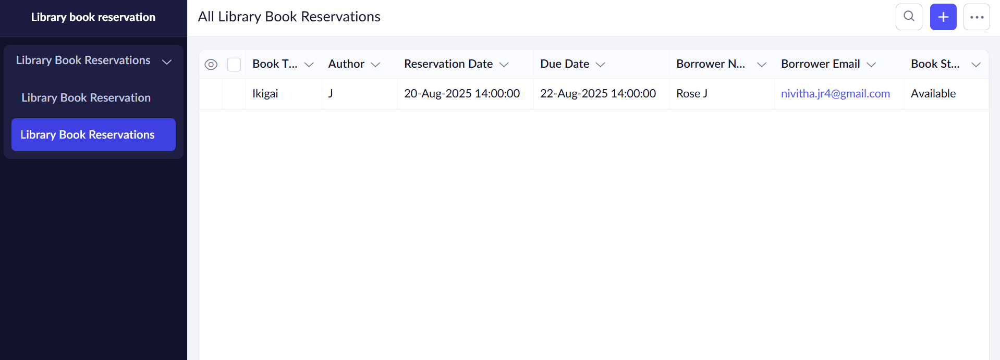 Library book reservation
All Library Book Reservations
Library Book Reservations
Library Book Reservation
Library Book Reservations
Book T... Author Reservation Date Due Date Borrower N... Borrower Email Book St...
Ikigai J 20-Aug-2025 14:00:00 22-Aug-2025 14:00:00 Rose J nivitha.jr4@gmail.com Available